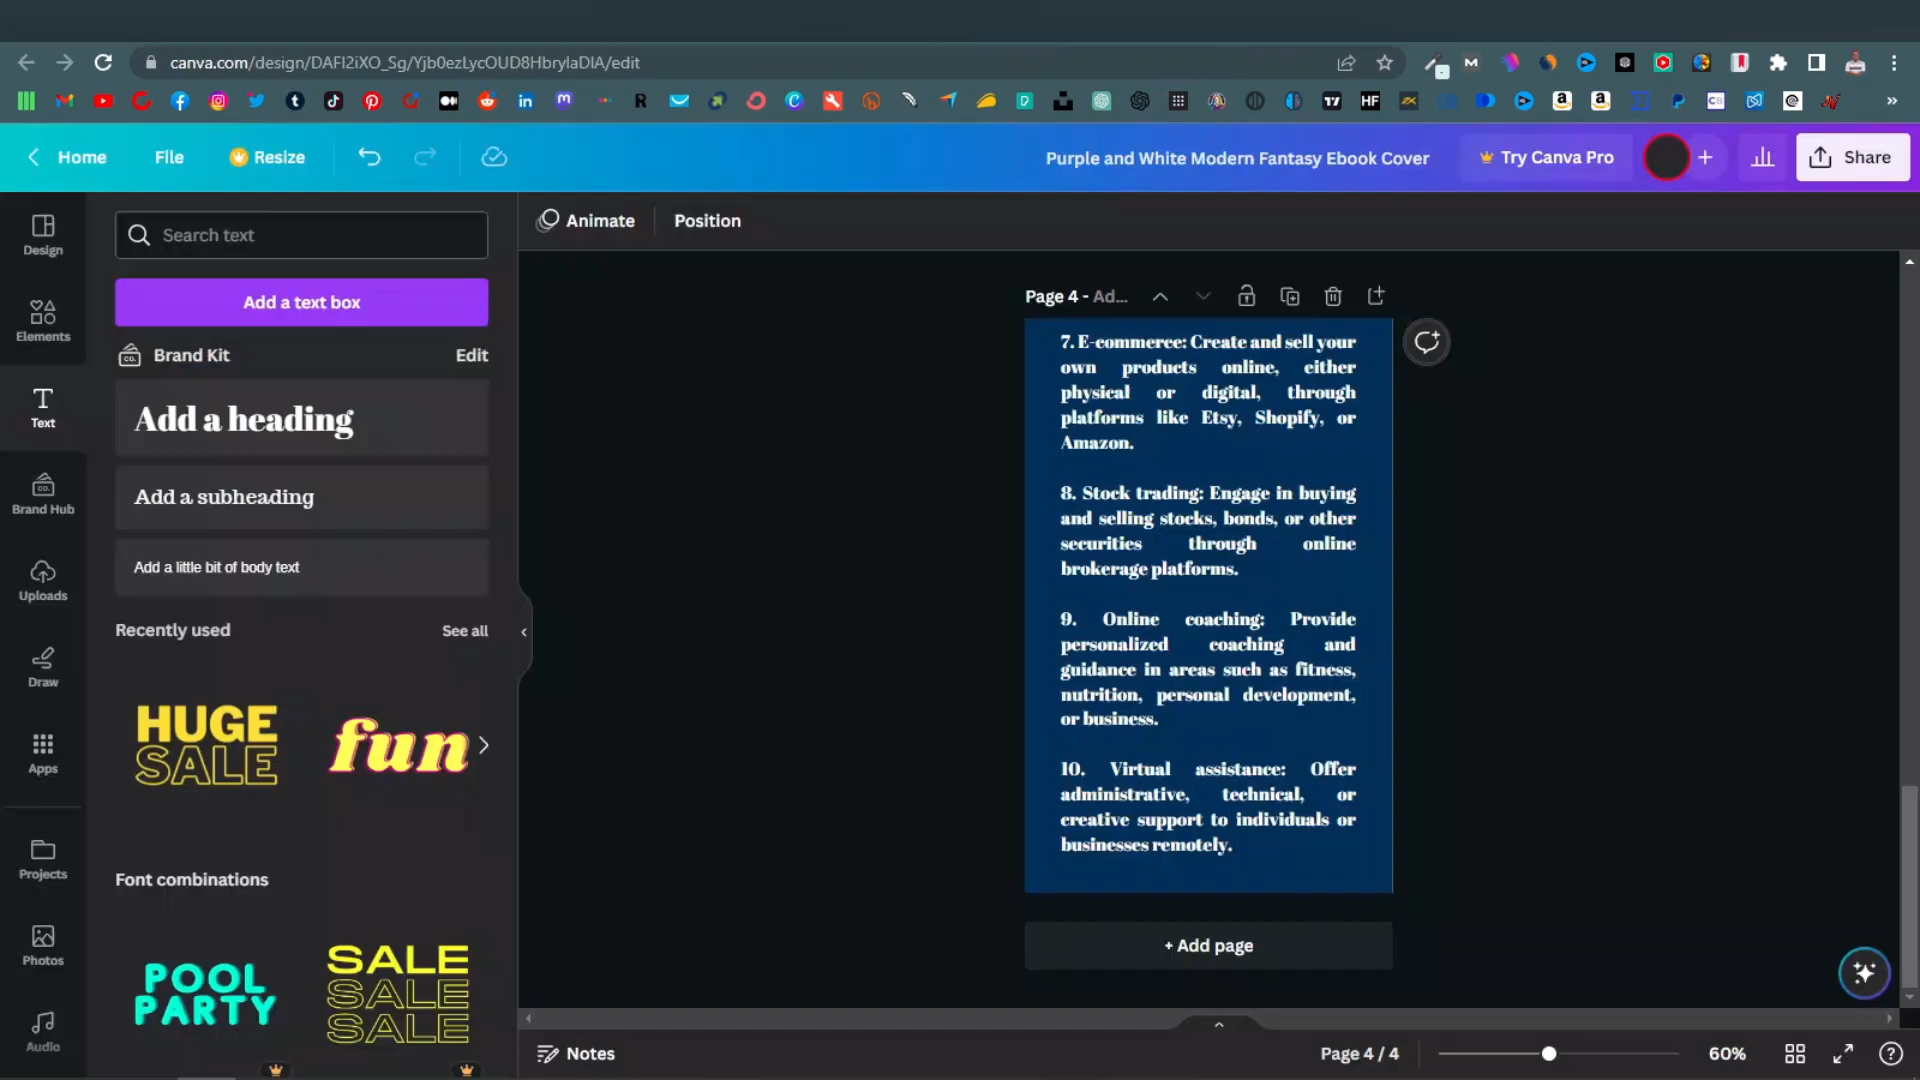 canva.com/design/DAFI2iXO_Sg/Yjb0ezLycOUD8HbrylaDlA/edit
Home
File
Resize
Purple and White Modern Fantasy Ebook Cover
Try Canva Pro
Share
Design
Elements
Text
Brand Hub
Uploads
Draw
Apps
Projects
Photos
Audio
Search text
Add a text box
Brand Kit
Edit
Add a heading
Add a subheading
Add a little bit of body text
Recently used
See all
HUGE
SALE
fun
Font combinations
POOL
PARTY
SALE
SALE
SALE
Animate
Position
Page 4 - Ad...
7. E-commerce: Create and sell your
own products online, either
physical or digital, through
platforms like Etsy, Shopify, or
Amazon.
8. Stock trading: Engage in buying
and selling stocks, bonds, or other
securities through online
brokerage platforms.
9. Online coaching: Provide
personalized coaching and
guidance in areas such as fitness,
nutrition, personal development,
or business.
10. Virtual assistance: Offer
administrative, technical, or
creative support to individuals or
businesses remotely.
+ Add page
Notes
Page 4 / 4
60%